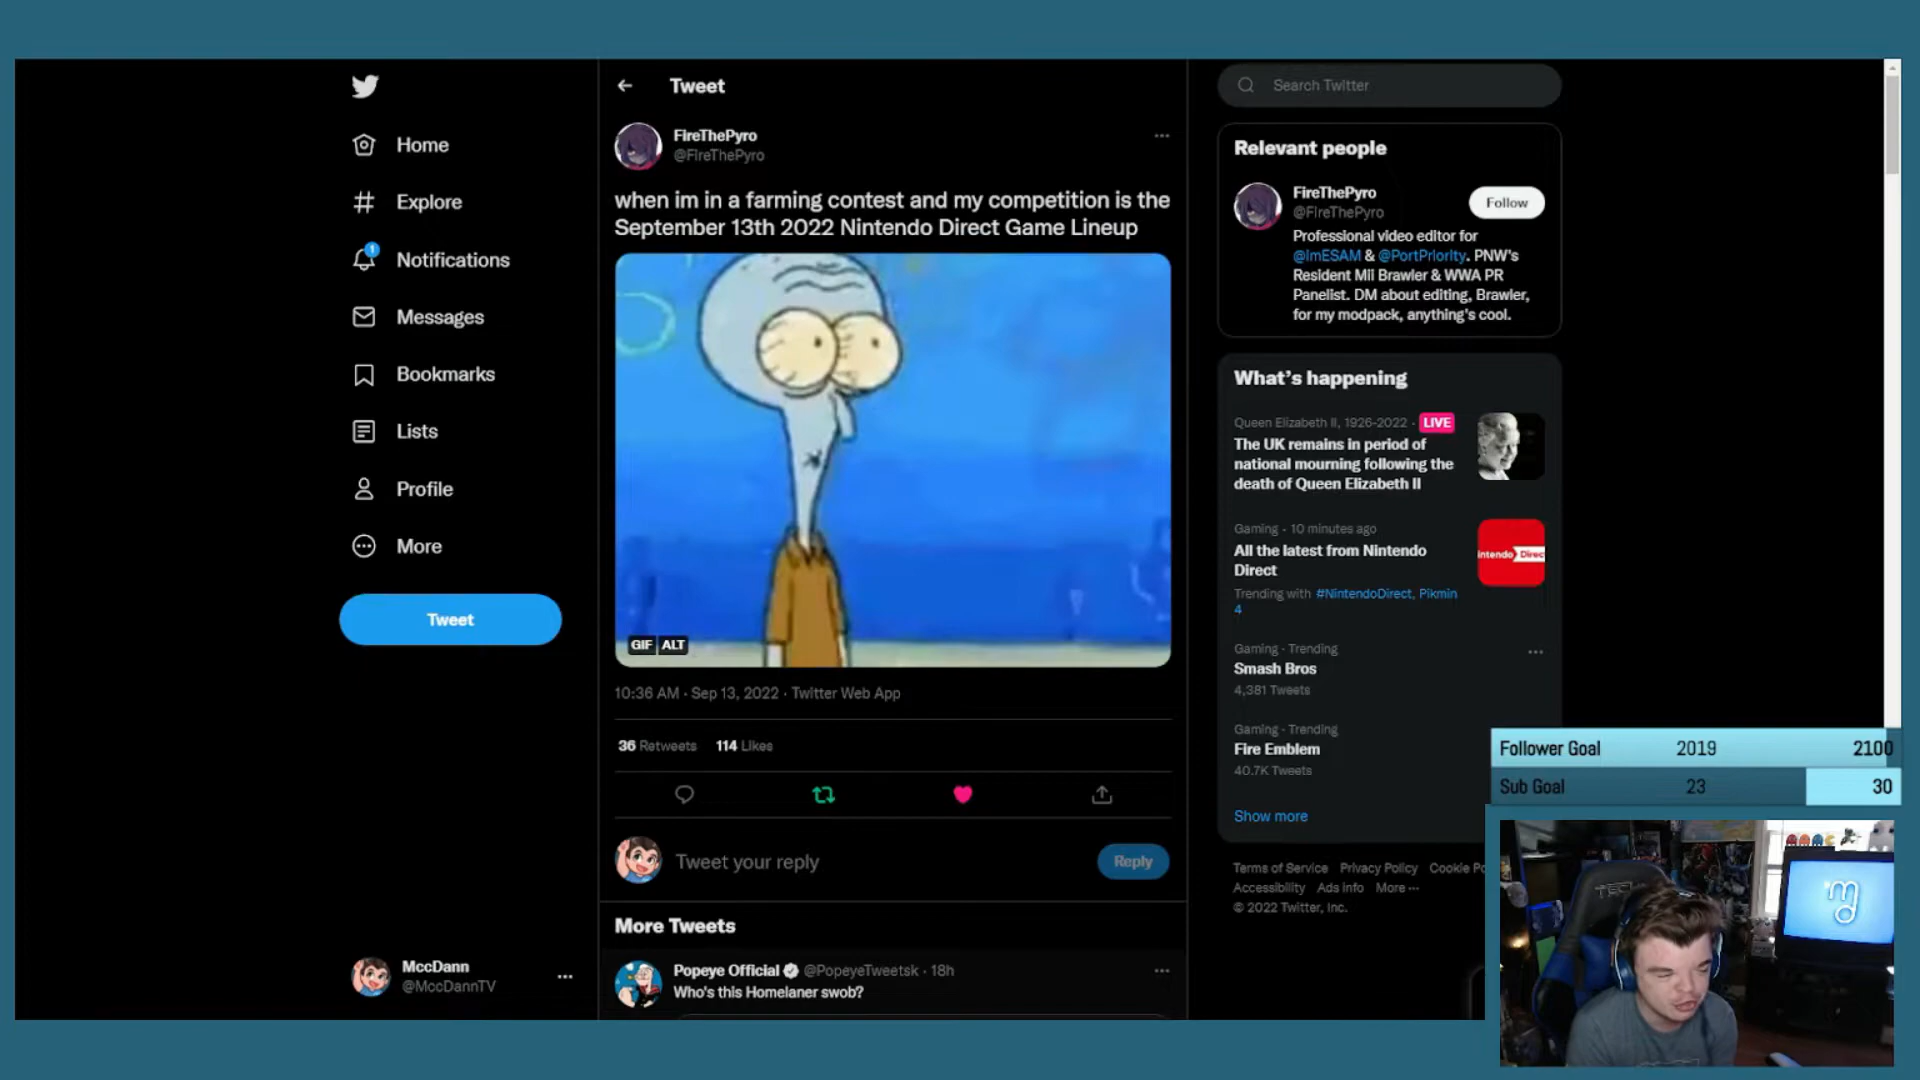 Home
Explore
1
Notifications
Messages
Bookmarks
Lists
Profile
More
Tweet
MccDann
@MccDannTV
Tweet
FireThePyro
@FireThePyro
when im in a farming contest and my competition is the
September 13th 2022 Nintendo Direct Game Lineup
GIF ALT
10:36 AM · Sep 13, 2022 · Twitter Web App
36 Retweets 114 Likes
Tweet your reply
Reply
More Tweets
Popeye Official @PopeyeTweetsk · 18h
Who's this Homelaner swob?
Search Twitter
Relevant people
FireThePyro
@FireThePyro
Follow
Professional video editor for
@ImESAM & @PortPriority. PNW's
Resident Mii Brawler & WWA PR
Panelist. DM about editing, Brawler,
for my modpack, anything's cool.
What's happening
Queen Elizabeth II, 1926-2022 · LIVE
The UK remains in period of
national mourning following the
death of Queen Elizabeth II
Gaming · 10 minutes ago
All the latest from Nintendo
Direct
Trending with #NintendoDirect, Pikmin
4
Gaming · Trending
Smash Bros
4,381 Tweets
Gaming · Trending
Fire Emblem
40.7K Tweets
Show more
Terms of Service Privacy Policy Cookie Po
Accessibility Ads info More
© 2022 Twitter, Inc.
Follower Goal 2019 2100
Sub Goal 23 30